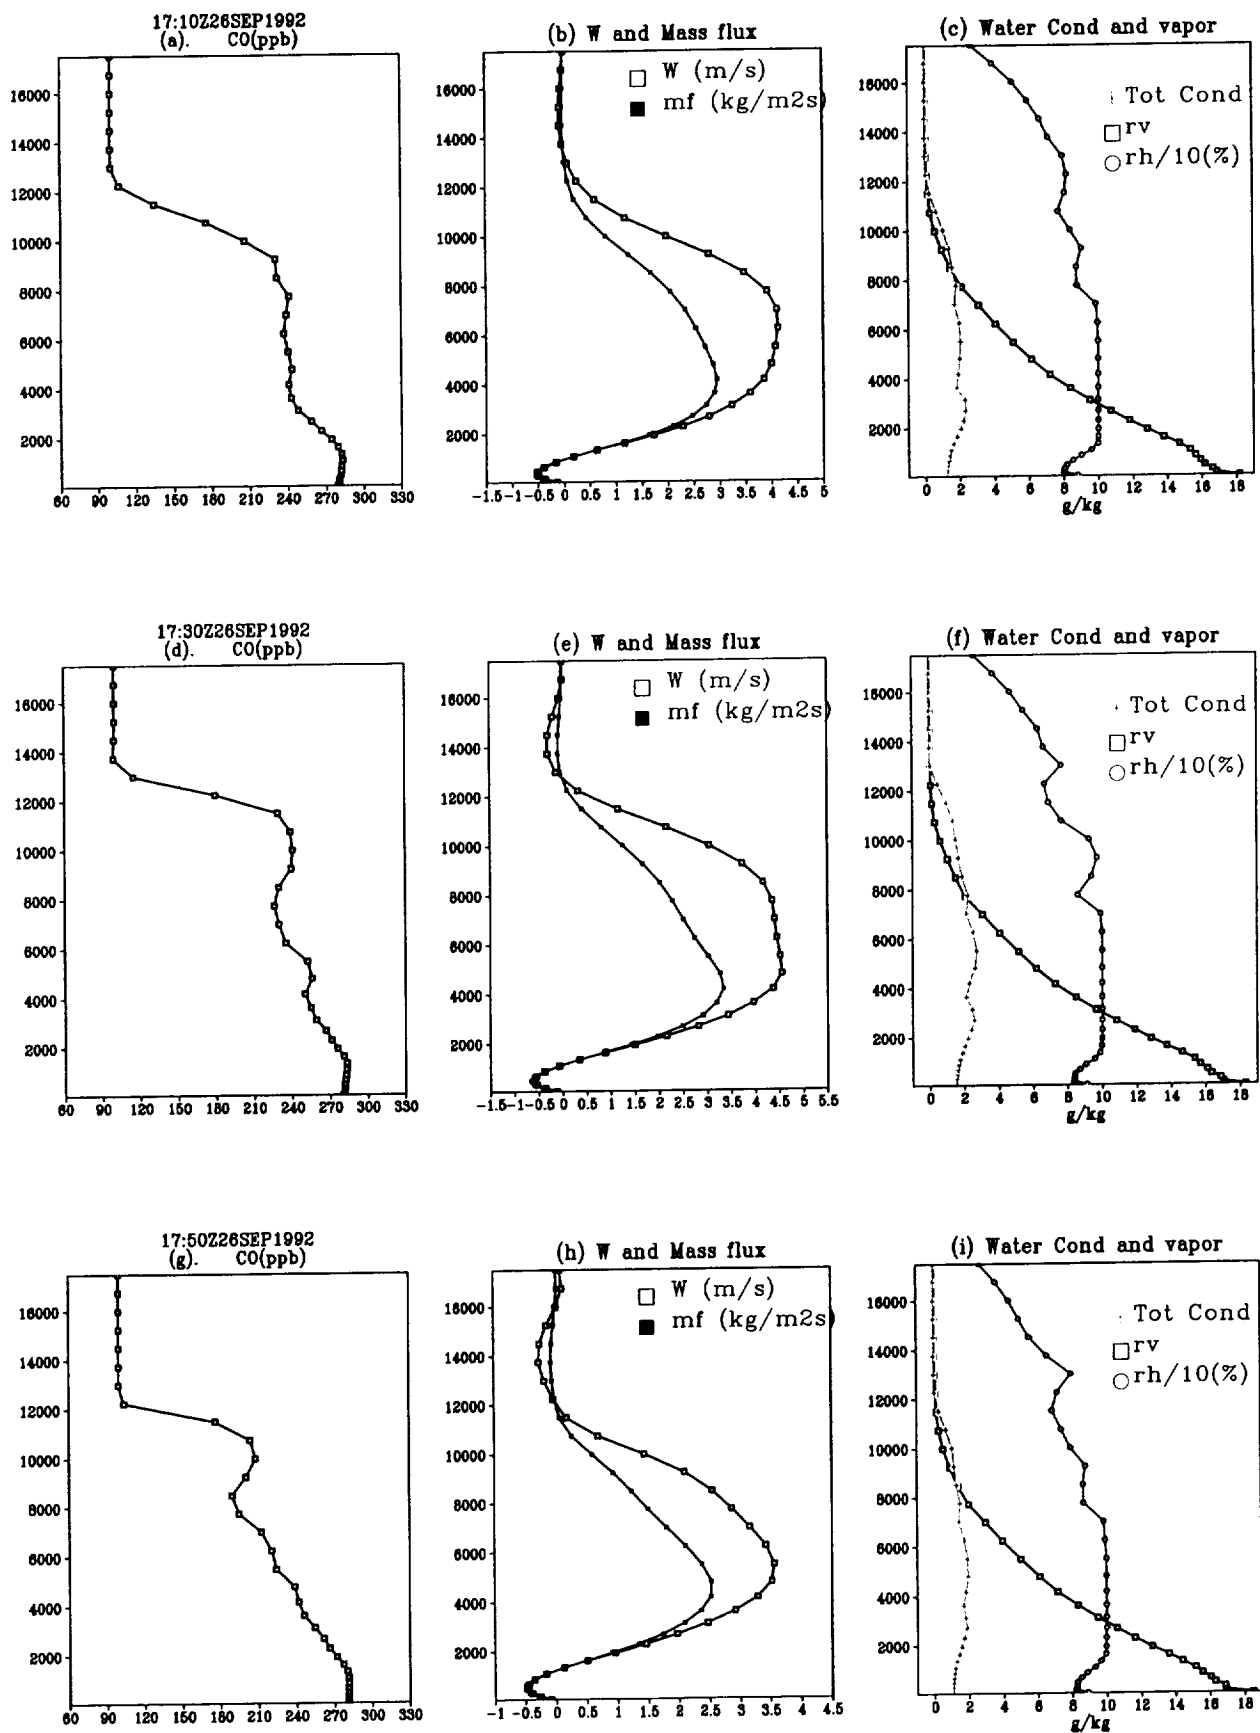 17:10Z26SEP1992
(a). CO(ppb)
16000
14000
12000
10000
8000
6000
4000
2000
60 90 120 150 180 210 240 270 300 330
(b) W and Mass flux
W (m/s)
mf (kg/m2s)
16000
14000
12000
10000
8000
6000
4000
2000
-1.5-1-0.5 0 0.5 1 1.5 2 2.5 3 3.5 4 4.5 5
(c) Water Cond and vapor
Tot Cond
rv
rh/10(%)
16000
14000
12000
10000
8000
6000
4000
2000
0 2 4 6 8 10 12 14 16 18
g/kg
17:30Z26SEP1992
(d). CO(ppb)
16000
14000
12000
10000
8000
6000
4000
2000
60 90 120 150 180 210 240 270 300 330
(e) W and Mass flux
W (m/s)
mf (kg/m2s)
16000
14000
12000
10000
8000
6000
4000
2000
-1.5-1-0.5 0 0.5 1 1.5 2 2.5 3 3.5 4 4.5 5 5.5
(f) Water Cond and vapor
Tot Cond
rv
rh/10(%)
16000
14000
12000
10000
8000
6000
4000
2000
0 2 4 6 8 10 12 14 16 18
g/kg
17:50Z26SEP1992
(g). CO(ppb)
16000
14000
12000
10000
8000
6000
4000
2000
60 90 120 150 180 210 240 270 300 330
(h) W and Mass flux
W (m/s)
mf (kg/m2s)
16000
14000
12000
10000
8000
6000
4000
2000
-1 -0.5 0 0.5 1 1.5 2 2.5 3 3.5 4 4.5
(i) Water Cond and vapor
Tot Cond
rv
rh/10(%)
16000
14000
12000
10000
8000
6000
4000
2000
0 2 4 6 8 10 12 14 16 18
g/kg